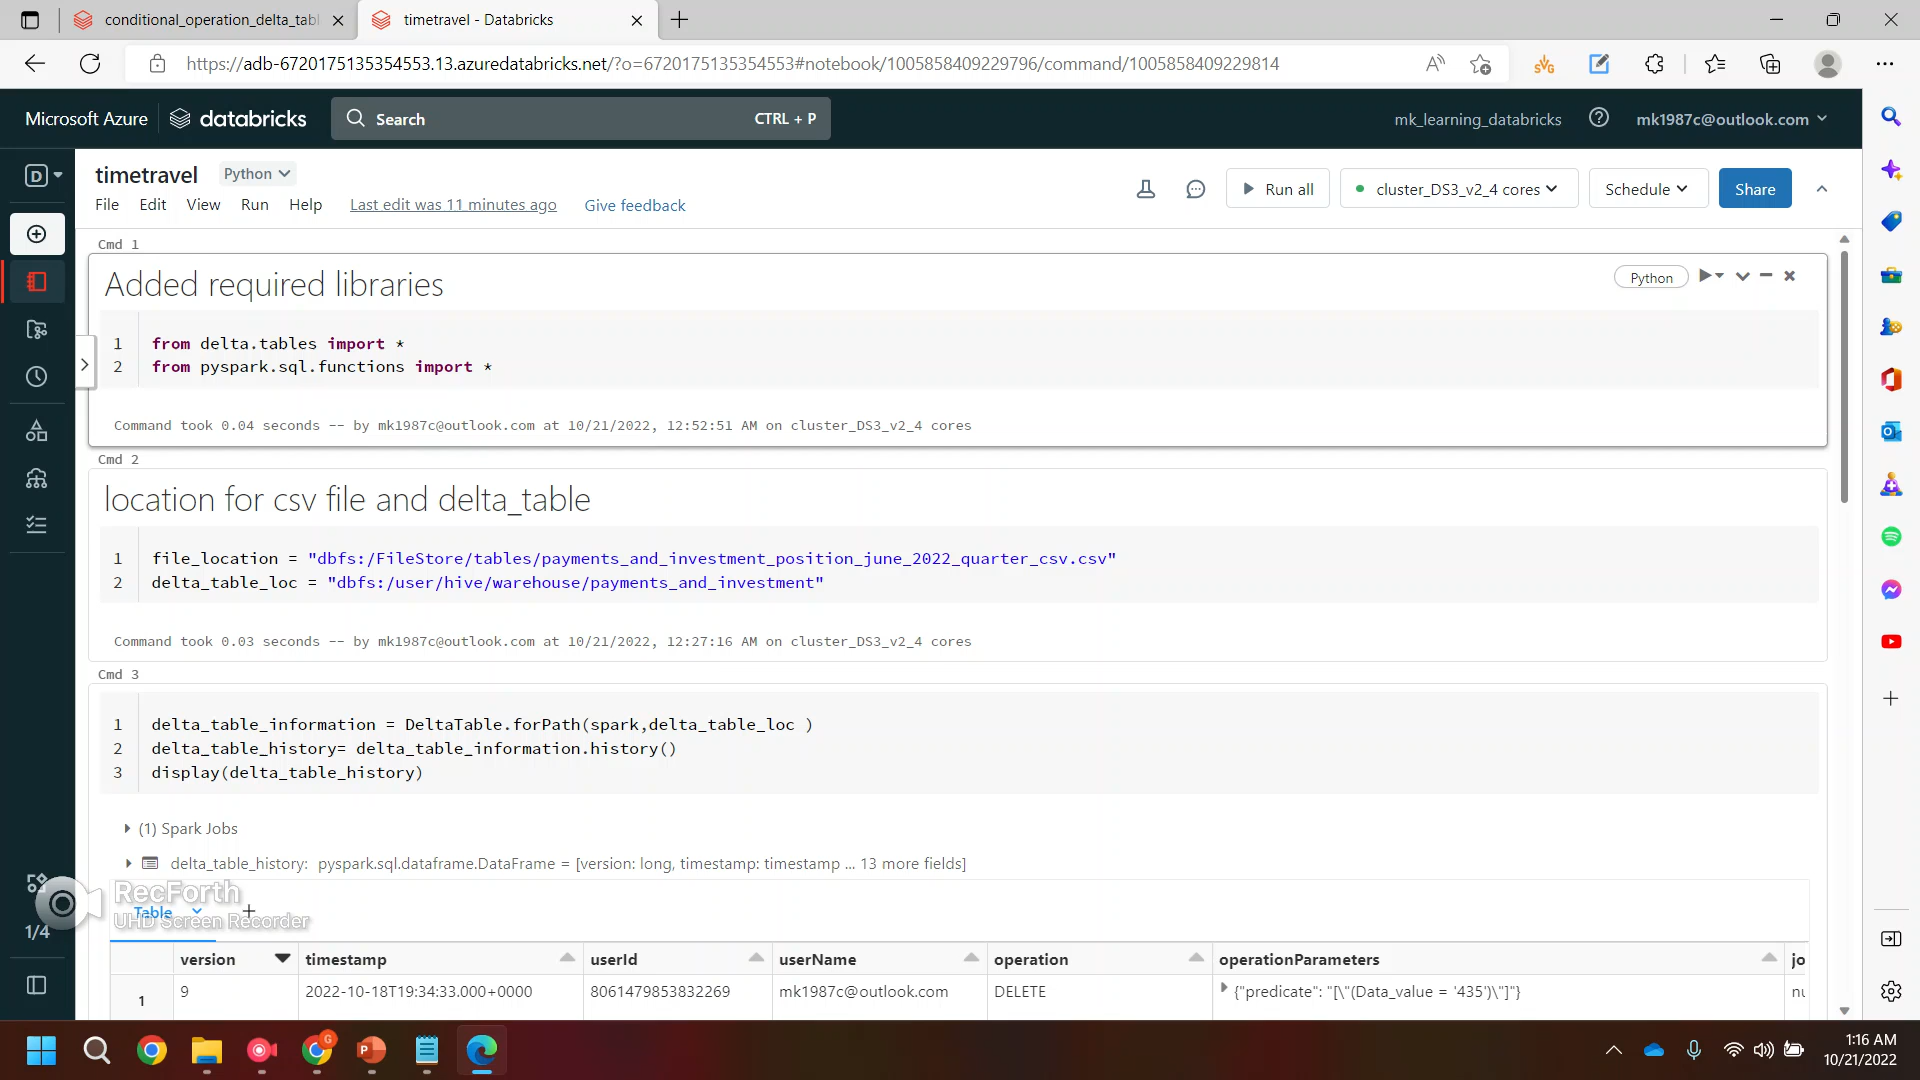 conditional_operation_delta_tabl
timetravel - Databricks
https://adb-6720175135354553.13.azuredatabricks.net/?o=6720175135354553#notebook/1005858409229796/command/1005858409229814
Microsoft Azure databricks Search CTRL + P mk_learning_databricks mk1987c@outlook.com
D
timetravel Python
File Edit View Run Help Last edit was 11 minutes ago Give feedback
Run all cluster_DS3_v2_4 cores Schedule Share
Cmd 1
Added required libraries
Python
1 from delta.tables import *
2 from pyspark.sql.functions import *
Command took 0.04 seconds -- by mk1987c@outlook.com at 10/21/2022, 12:52:51 AM on cluster_DS3_v2_4 cores
Cmd 2
location for csv file and delta_table
1 file_location = "dbfs:/FileStore/tables/payments_and_investment_position_june_2022_quarter_csv.csv"
2 delta_table_loc = "dbfs:/user/hive/warehouse/payments_and_investment"
Command took 0.03 seconds -- by mk1987c@outlook.com at 10/21/2022, 12:27:16 AM on cluster_DS3_v2_4 cores
Cmd 3
1 delta_table_information = DeltaTable.forPath(spark,delta_table_loc )
2 delta_table_history= delta_table_information.history()
3 display(delta_table_history)
(1) Spark Jobs
delta_table_history: pyspark.sql.dataframe.DataFrame = [version: long, timestamp: timestamp ... 13 more fields]
RecForth
Table
UHD Screen Recorder
1/4
version timestamp userId userName operation operationParameters jo
1 9 2022-10-18T19:34:33.000+0000 8061479853832269 mk1987c@outlook.com DELETE {"predicate": "[\"(Data_value = '435')\"]"} nu
1:16 AM
10/21/2022